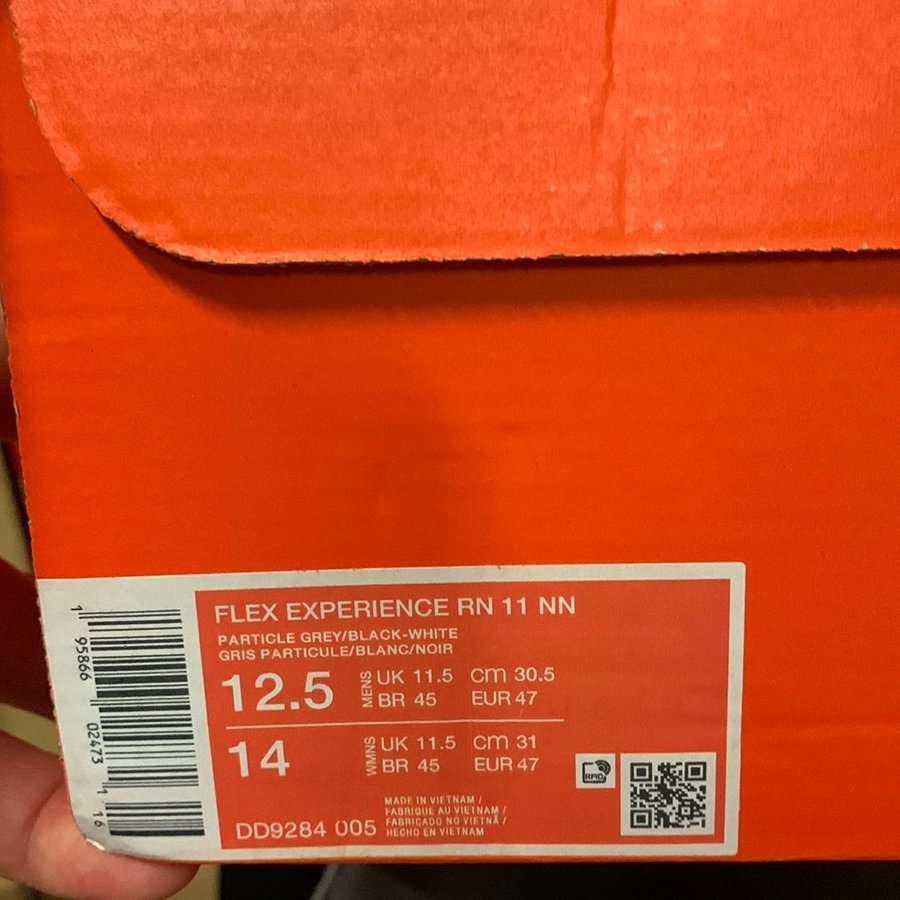 FLEX EXPERIENCE RN 11 NN
PARTICLE GREY/BLACK-WHITE
GRIS PARTICULE/BLANC/NOIR
12.5 MENS UK 11.5 CM 30.5
BR 45 EUR 47
14 WMNS UK 11.5 CM 31
BR 45 EUR 47
RFID
MADE IN VIETNAM /
FABRIQUE AU VIETNAM /
FABRICADO NO VIETNÃ /
HECHO EN VIETNAM
DD9284 005
1 95866 02473 1 16